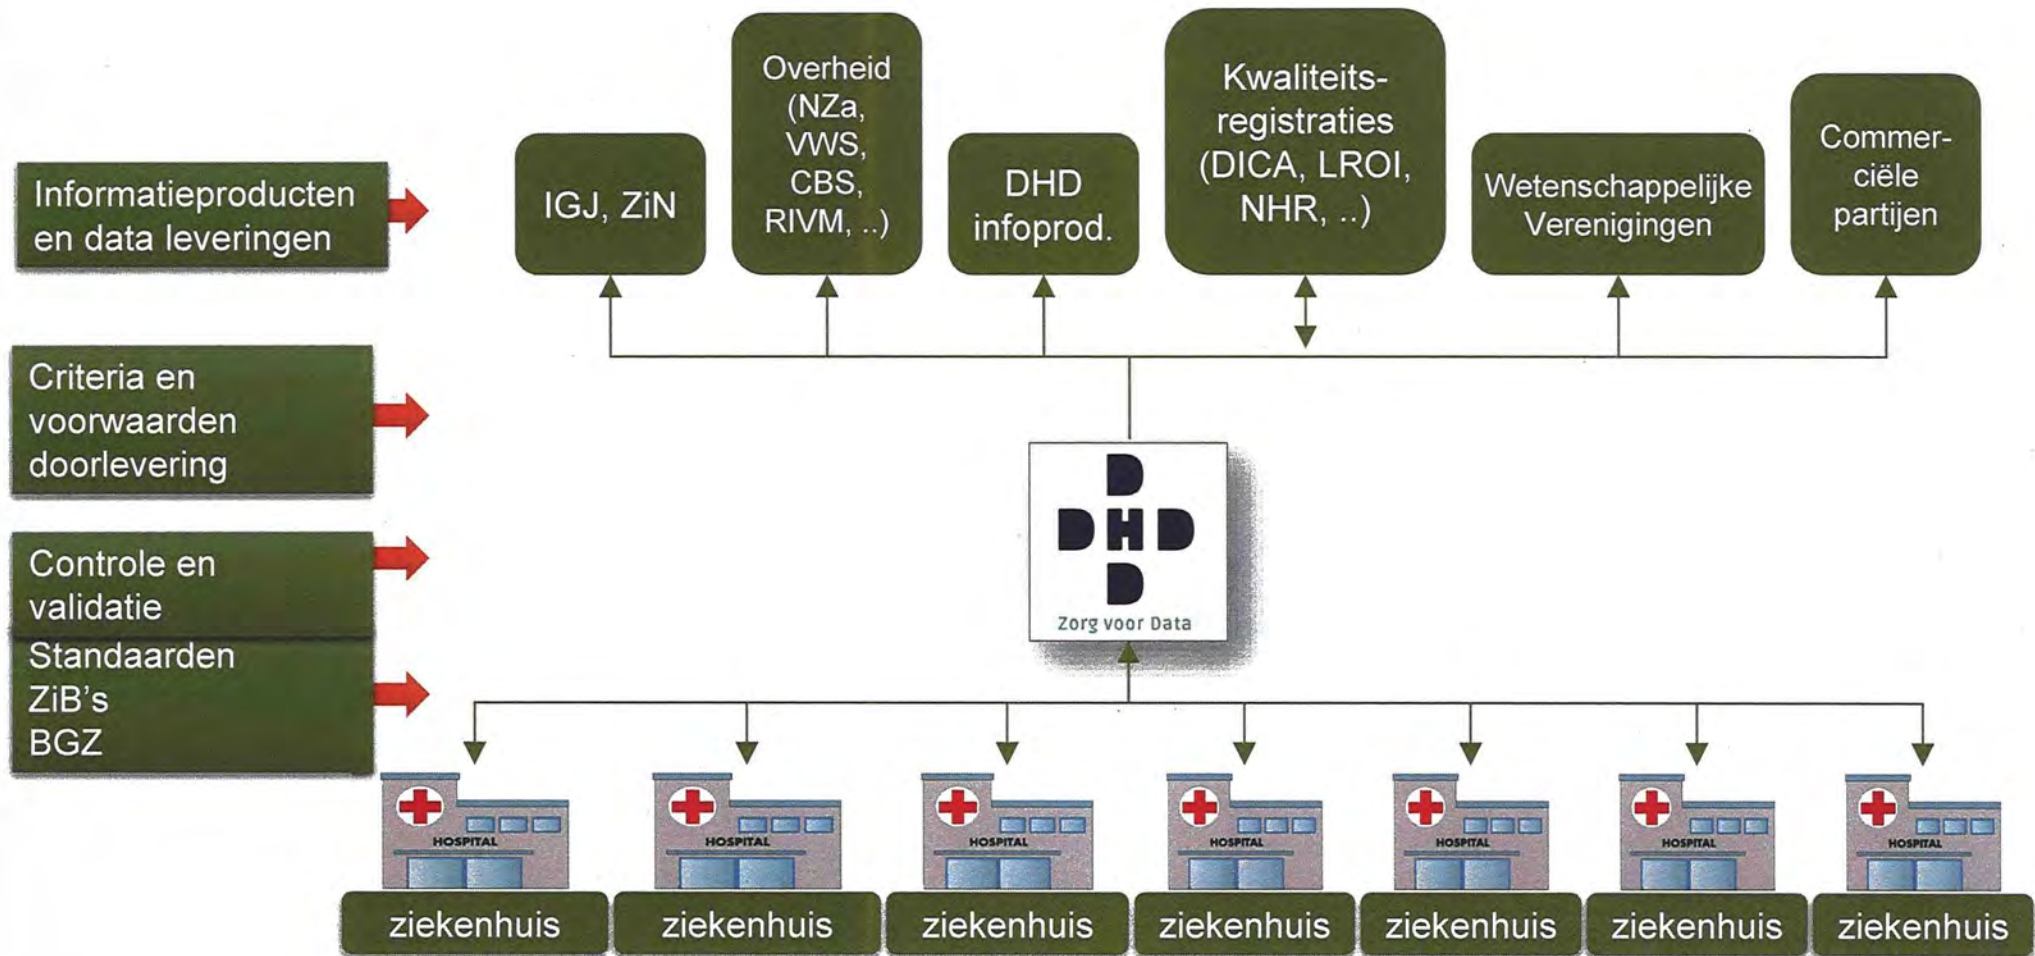 Informatieproducten
en data leveringen
IGJ, ZiN
Overheid
(NZa,
VWS,
CBS,
RIVM, ..)
DHD
infoprod.
Kwaliteits-
registraties
(DICA, LROI,
NHR, ..)
Wetenschappelijke
Verenigingen
Commer-
ciële
partijen
Criteria en
voorwaarden
doorlevering
Controle en
validatie
Standaarden
ZiB's
BGZ
D
DHD
D
Zorg voor Data
HOSPITAL
HOSPITAL
HOSPITAL
HOSPITAL
HOSPITAL
HOSPITAL
HOSPITAL
ziekenhuis
ziekenhuis
ziekenhuis
ziekenhuis
ziekenhuis
ziekenhuis
ziekenhuis